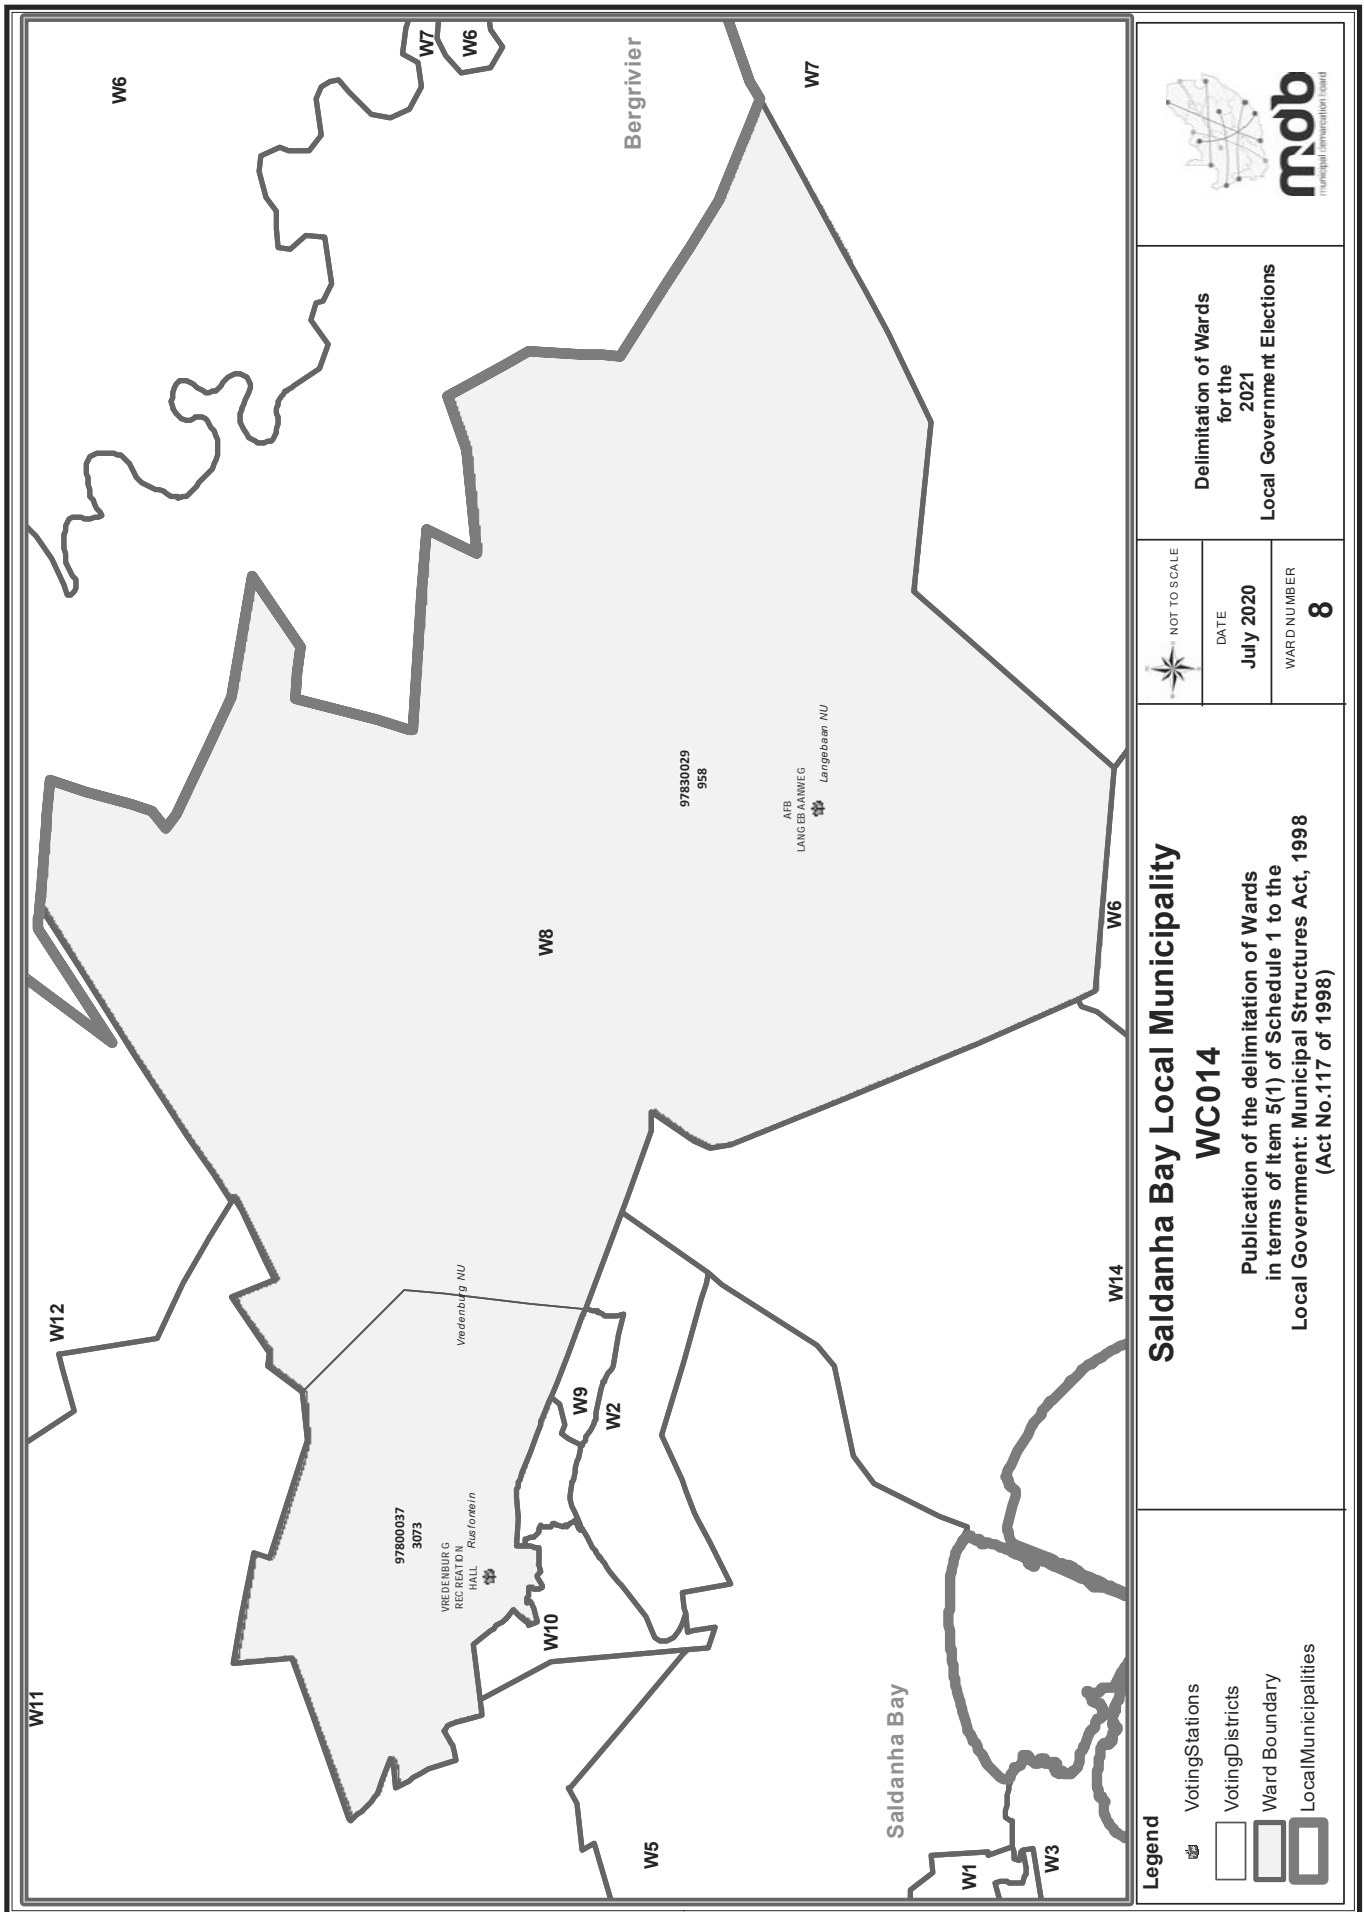 W6
W7
W6
Bergrivier
W7
W12
W11
W8
97830029
958
AFB
LANGEBAANWEG
Langebaan NU
Vredenburg NU
97800037
3073
VREDENBURG
RECREATION
HALL
Rusfontein
W9
W2
W10
W6
W14
W5
Saldanha Bay
W1
W3
Legend
VotingStations
VotingDistricts
Ward Boundary
LocalMunicipalities
Saldanha Bay Local Municipality
WC014
Publication of the delimitation of Wards
in terms of Item 5(1) of Schedule 1 to the
Local Government: Municipal Structures Act, 1998
(Act No.117 of 1998)
NOT TO SCALE
DATE
July 2020
WARD NUMBER
8
Delimitation of Wards
for the
2021
Local Government Elections
mdb
municipal demarcation board